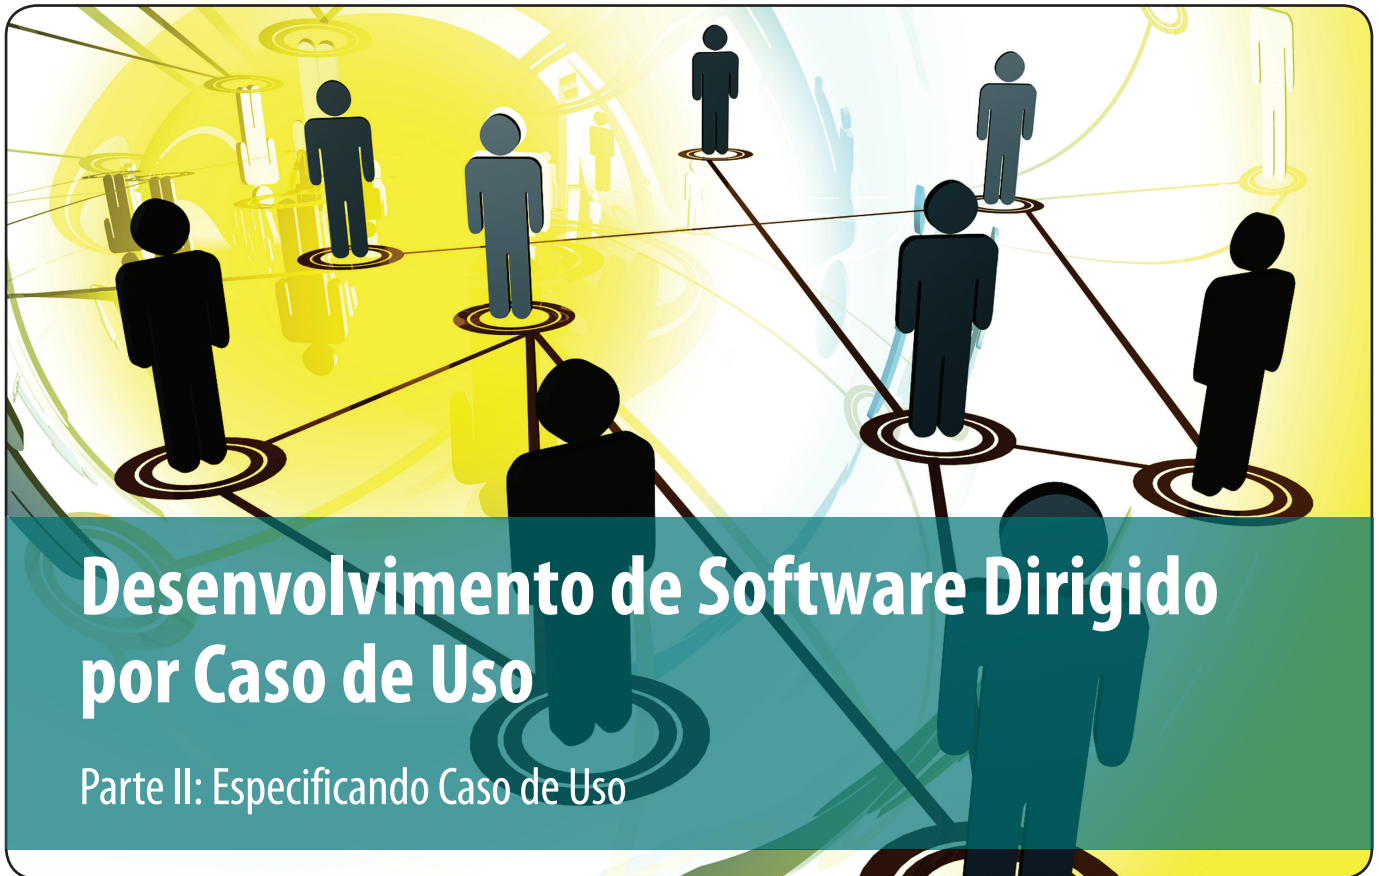 Desenvolvimento de Software Dirigido
por Caso de Uso
Parte II: Especificando Caso de Uso